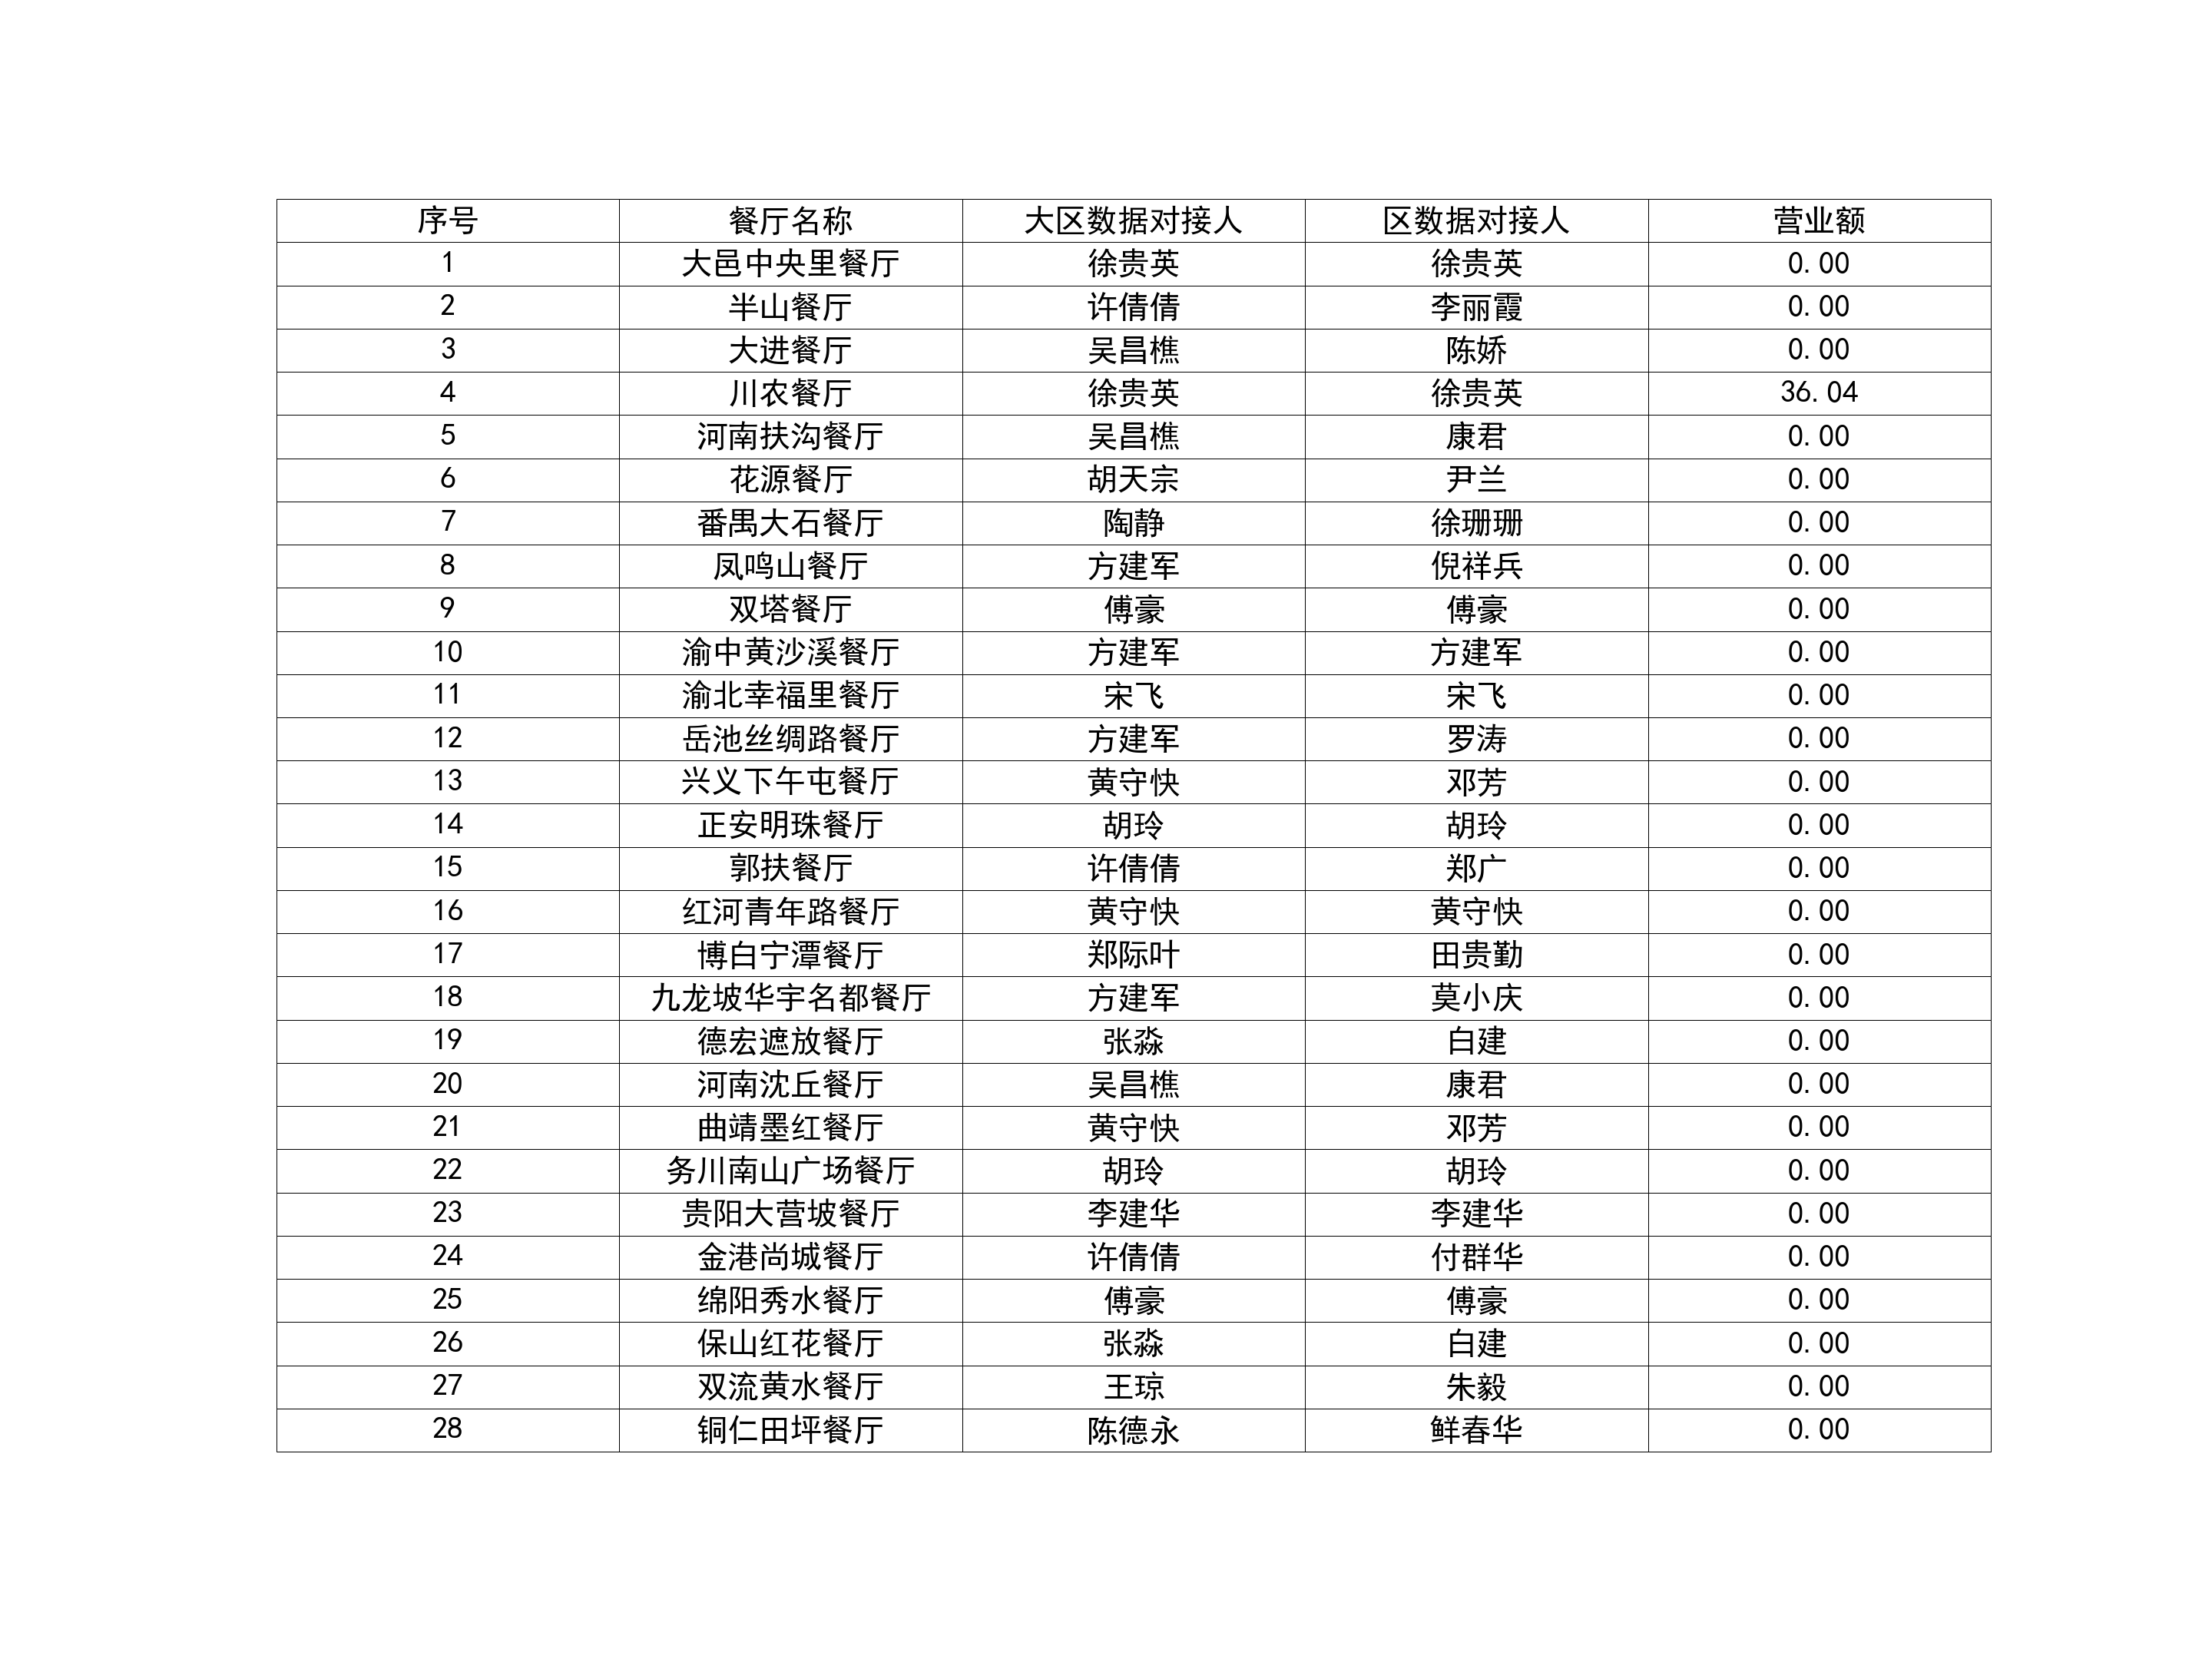 序号 餐厅名称 大区数据对接人 区数据对接人 营业额
1 大邑中央里餐厅 徐贵英 徐贵英 0.00
2 半山餐厅 许倩倩 李丽霞 0.00
3 大进餐厅 吴昌樵 陈娇 0.00
4 川农餐厅 徐贵英 徐贵英 36.04
5 河南扶沟餐厅 吴昌樵 康君 0.00
6 花源餐厅 胡天宗 尹兰 0.00
7 番禺大石餐厅 陶静 徐珊珊 0.00
8 凤鸣山餐厅 方建军 倪祥兵 0.00
9 双塔餐厅 傅豪 傅豪 0.00
10 渝中黄沙溪餐厅 方建军 方建军 0.00
11 渝北幸福里餐厅 宋飞 宋飞 0.00
12 岳池丝绸路餐厅 方建军 罗涛 0.00
13 兴义下午屯餐厅 黄守快 邓芳 0.00
14 正安明珠餐厅 胡玲 胡玲 0.00
15 郭扶餐厅 许倩倩 郑广 0.00
16 红河青年路餐厅 黄守快 黄守快 0.00
17 博白宁潭餐厅 郑际叶 田贵勤 0.00
18 九龙坡华宇名都餐厅 方建军 莫小庆 0.00
19 德宏遮放餐厅 张淼 白建 0.00
20 河南沈丘餐厅 吴昌樵 康君 0.00
21 曲靖墨红餐厅 黄守快 邓芳 0.00
22 务川南山广场餐厅 胡玲 胡玲 0.00
23 贵阳大营坡餐厅 李建华 李建华 0.00
24 金港尚城餐厅 许倩倩 付群华 0.00
25 绵阳秀水餐厅 傅豪 傅豪 0.00
26 保山红花餐厅 张淼 白建 0.00
27 双流黄水餐厅 王琼 朱毅 0.00
28 铜仁田坪餐厅 陈德永 鲜春华 0.00